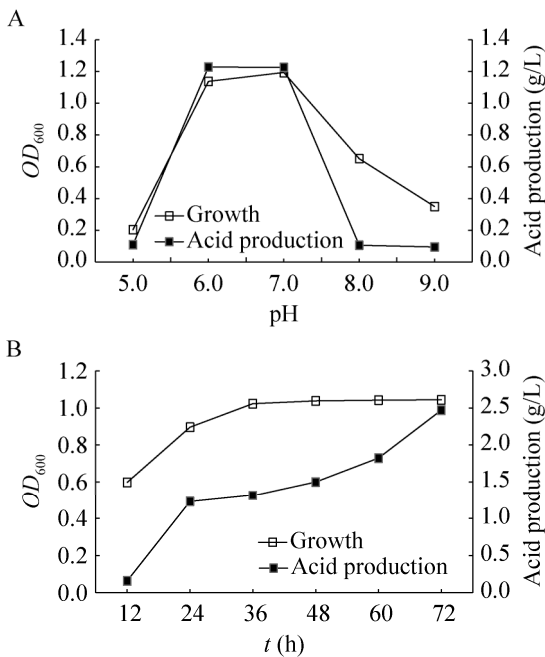 A
1.4 1.4
1.2 1.2
1.0 1.0
0.8 0.8
0.6 0.6
0.4 0.4
0.2 0.2
0.0 0.0
OD600
Acid production (g/L)
Growth
Acid production
5.0 6.0 7.0 8.0 9.0
pH
B
1.2 3.0
1.0 2.5
0.8 2.0
0.6 1.5
0.4 1.0
0.2 0.5
0.0 0.0
OD600
Acid production (g/L)
Growth
Acid production
12 24 36 48 60 72
t (h)